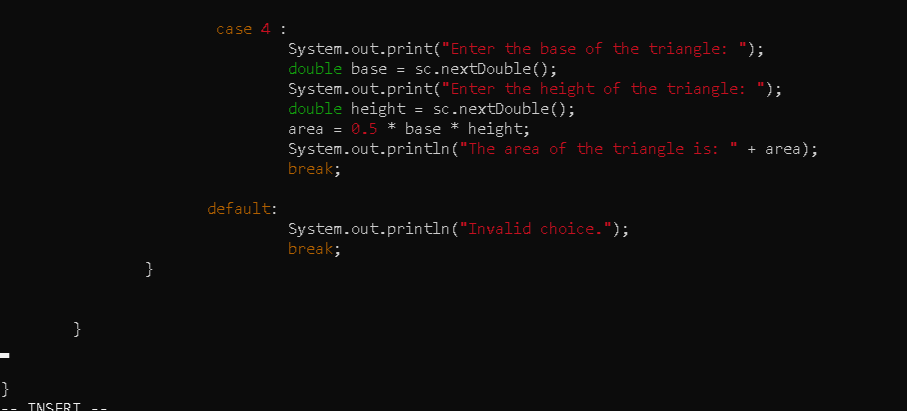 case 4 :
System.out.print("Enter the base of the triangle: ");
double base = sc.nextDouble();
System.out.print("Enter the height of the triangle: ");
double height = sc.nextDouble();
area = 0.5 * base * height;
System.out.println("The area of the triangle is: " + area);
break;
default:
System.out.println("Invalid choice.");
break;
}
}
}
-- INSERT --